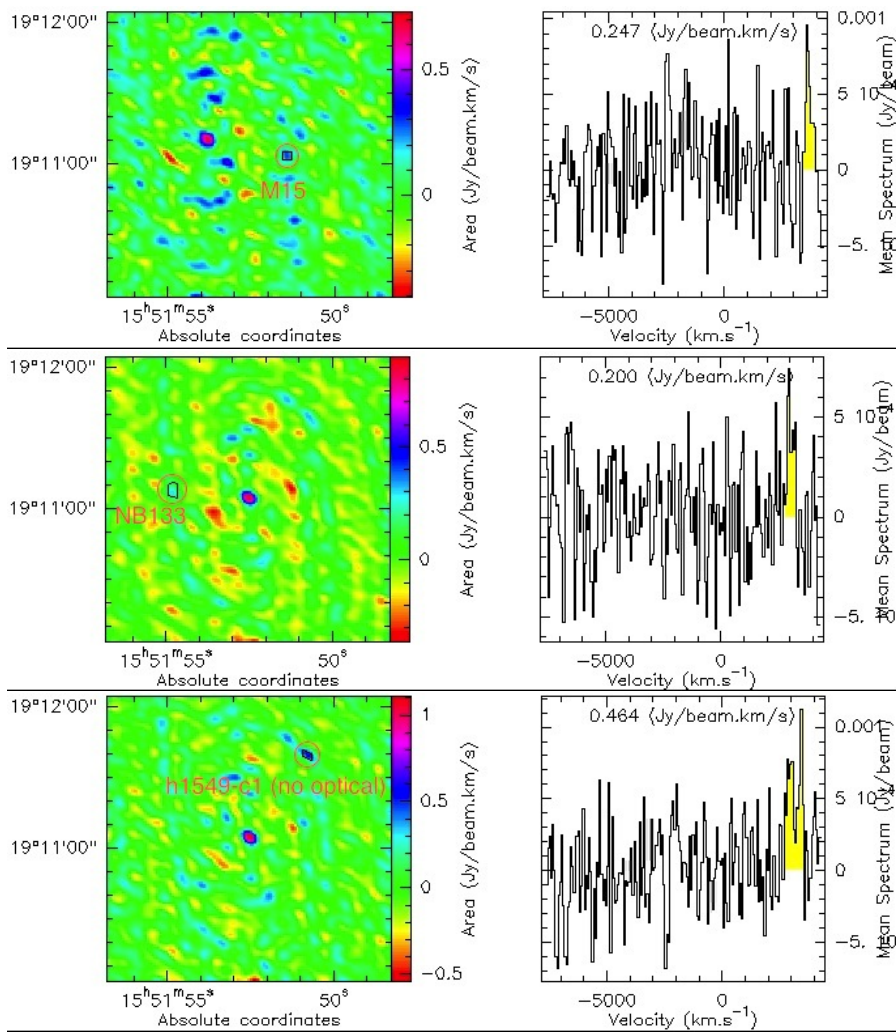 19°12'00"
19°11'00"
M15
15ʰ51ᵐ55ˢ
50ˢ
Absolute coordinates
0.5
0
Area (Jy/beam.km/s)
0.247 (Jy/beam.km/s)
0.001
5 10⁻⁴
0
−5.
Mean Spectrum (Jy/beam)
−5000
0
Velocity (km.s⁻¹)
19°12'00"
19°11'00"
NB133
15ʰ51ᵐ55ˢ
50ˢ
Absolute coordinates
0.5
0
Area (Jy/beam.km/s)
0.200 (Jy/beam.km/s)
5 10⁻⁴
0
−5. 10
Mean Spectrum (Jy/beam)
−5000
0
Velocity (km.s⁻¹)
19°12'00"
19°11'00"
h1549-c1 (no optical)
15ʰ51ᵐ55ˢ
50ˢ
Absolute coordinates
1
0.5
0
−0.5
Area (Jy/beam.km/s)
0.464 (Jy/beam.km/s)
0.001
5 10⁻⁴
0
−5. 10
Mean Spectrum (Jy/beam)
−5000
0
Velocity (km.s⁻¹)